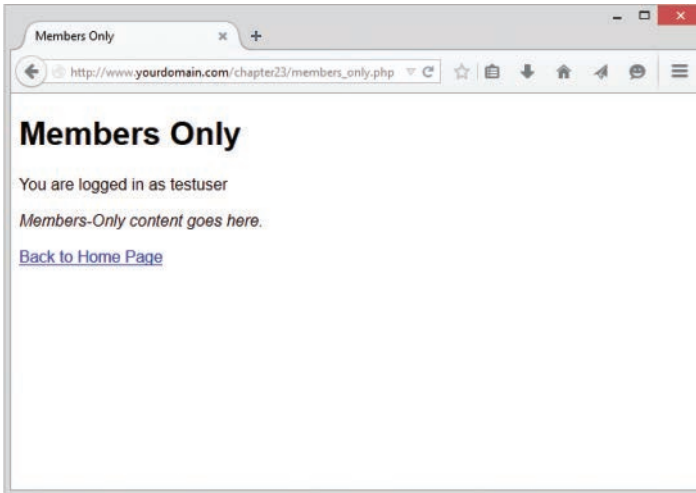 Members Only
http://www.yourdomain.com/chapter23/members_only.php
Members Only
You are logged in as testuser
Members-Only content goes here.
Back to Home Page